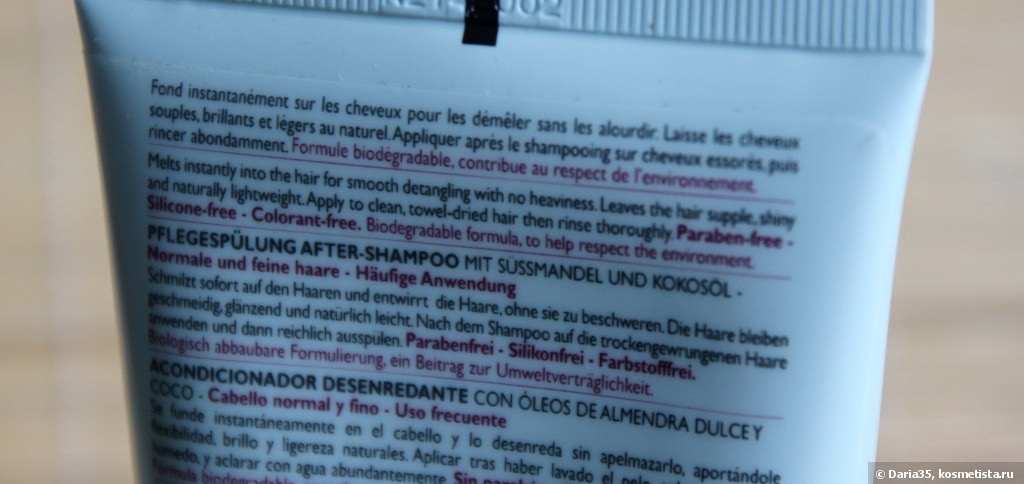 Fond instantanément sur les cheveux pour les démêler sans les alourdir. Laisse les cheveux
souples, brillants et légers au naturel. Appliquer après le shampooing sur cheveux essorés, puis
rincer abondamment. Formule biodégradable, contribue au respect de l'environnement.
Melts instantly into the hair for smooth detangling with no heaviness. Leaves the hair supple, shiny
and naturally lightweight. Apply to clean, towel-dried hair then rinse thoroughly. Paraben-free -
Silicone-free - Colorant-free. Biodegradable formula, to help respect the environment.
PFLEGESPÜLUNG AFTER-SHAMPOO MIT SÜSSMANDEL UND KOKOSÖL -
Normale und feine haare - Häufige Anwendung
Schmilzt sofort auf den Haaren und entwirrt die Haare, ohne sie zu beschweren. Die Haare bleiben
geschmeidig, glänzend und natürlich leicht. Nach dem Shampoo auf die trockengewrungenen Haare
anwenden und dann reichlich ausspülen. Parabenfrei - Silikonfrei - Farbstofffrei.
Biologisch abbaubare Formulierung, ein Beitrag zur Umweltverträglichkeit.
ACONDICIONADOR DESENREDANTE CON ÓLEOS DE ALMENDRA DULCE Y
COCO - Cabello normal y fino - Uso frecuente
Se funde instantáneamente en el cabello y lo desenreda sin apelmazarlo, aportándole
flexibilidad, brillo y ligereza naturales. Aplicar tras haber lavado el pelo
húmedo, y aclarar con agua abundantemente. Sin
Formula
© Daria35, kosmetista.ru